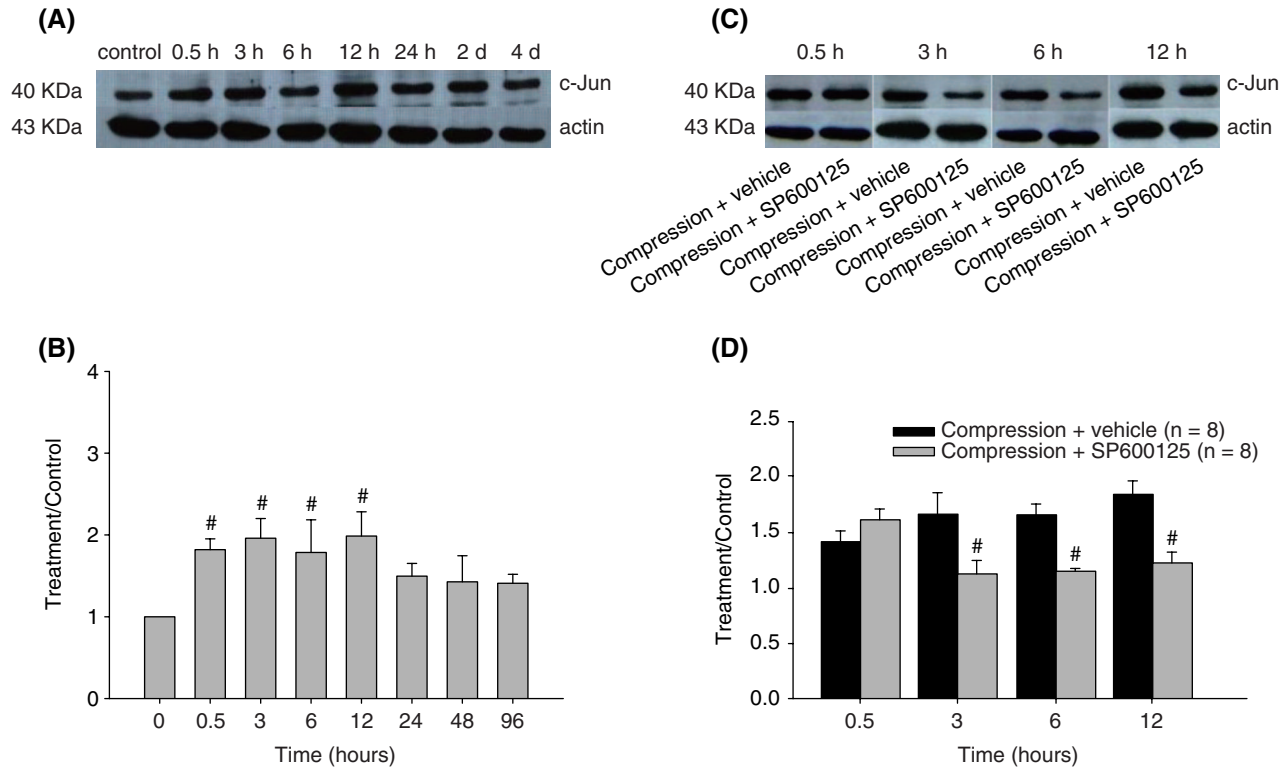 (A)
control 0.5 h 3 h 6 h 12 h 24 h 2 d 4 d
40 KDa c-Jun
43 KDa actin
(C)
0.5 h 3 h 6 h 12 h
40 KDa c-Jun
43 KDa actin
Compression + vehicle
Compression + SP600125
Compression + vehicle
Compression + SP600125
Compression + vehicle
Compression + SP600125
Compression + vehicle
Compression + SP600125
(B)
Treatment/Control
4
3
2
1
0
# # # #
0 0.5 3 6 12 24 48 96
Time (hours)
(D)
Treatment/Control
2.5
2.0
1.5
1.0
0.5
0.0
Compression + vehicle (n = 8)
Compression + SP600125 (n = 8)
# # #
0.5 3 6 12
Time (hours)